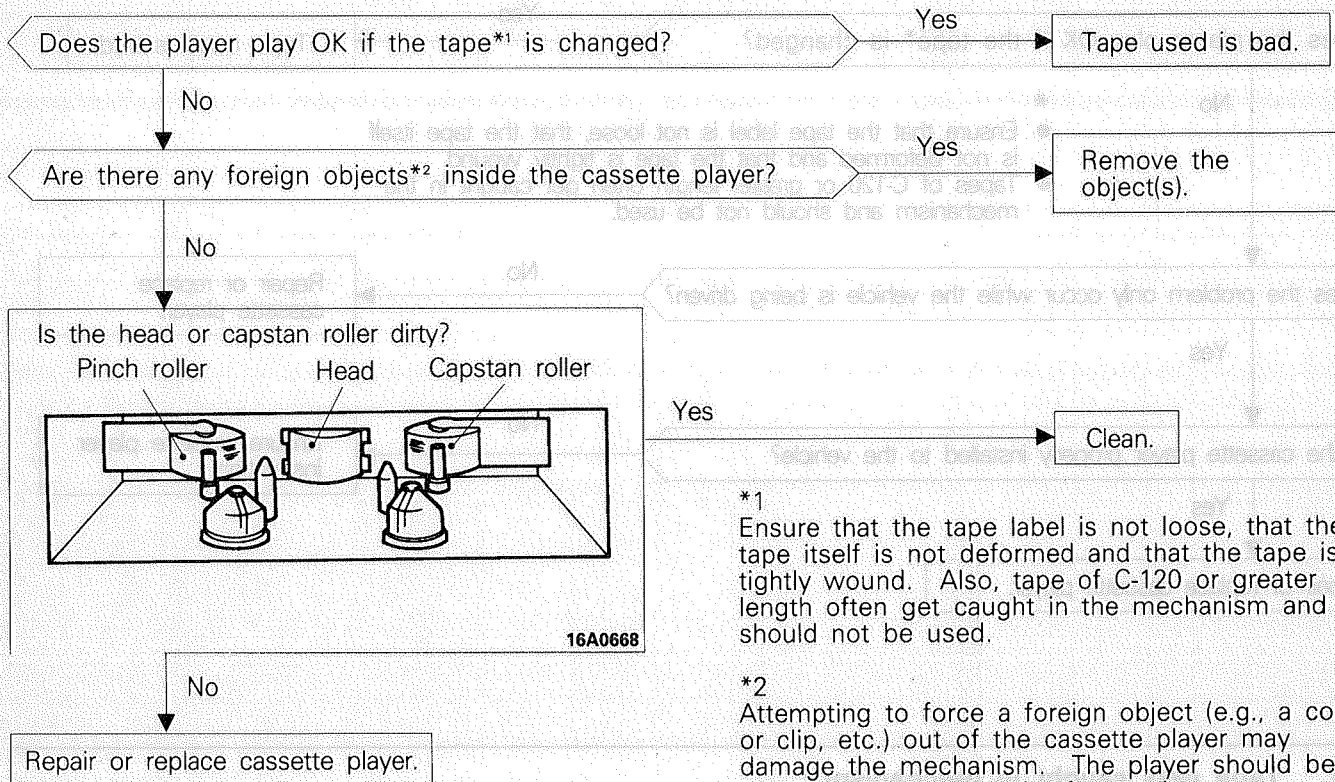 Does the player play OK if the tape*1 is changed?
Yes
Tape used is bad.
No
Are there any foreign objects*2 inside the cassette player?
Yes
Remove the
object(s).
No
Is the head or capstan roller dirty?
Pinch roller
Head
Capstan roller
16A0668
Yes
Clean.
No
Repair or replace cassette player.
*1
Ensure that the tape label is not loose, that the
tape itself is not deformed and that the tape is
tightly wound. Also, tape of C-120 or greater
length often get caught in the mechanism and
should not be used.
*2
Attempting to force a foreign object (e.g., a
or clip, etc.) out of the cassette player may
damage the mechanism. The player should be